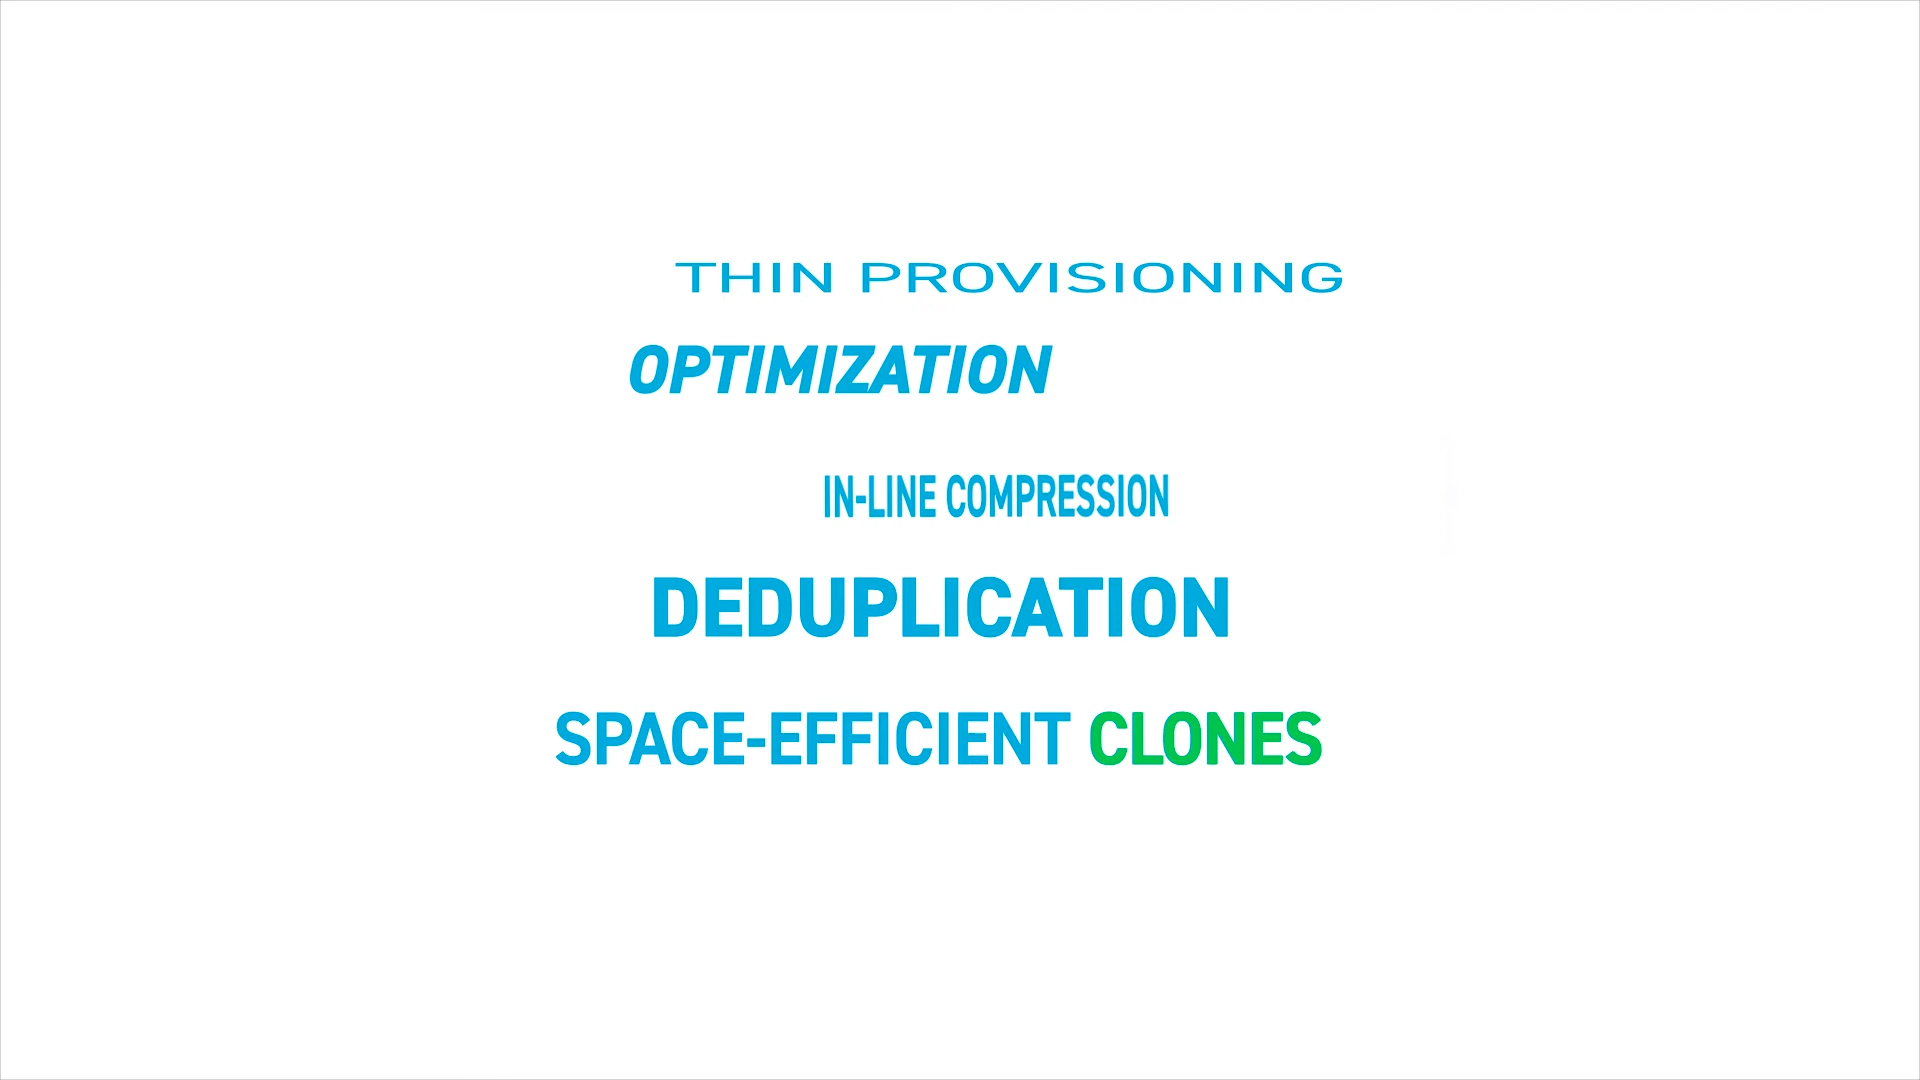 THIN PROVISIONING
OPTIMIZATION
IN-LINE COMPRESSION
DEDUPLICATION
SPACE-EFFICIENT CLONES